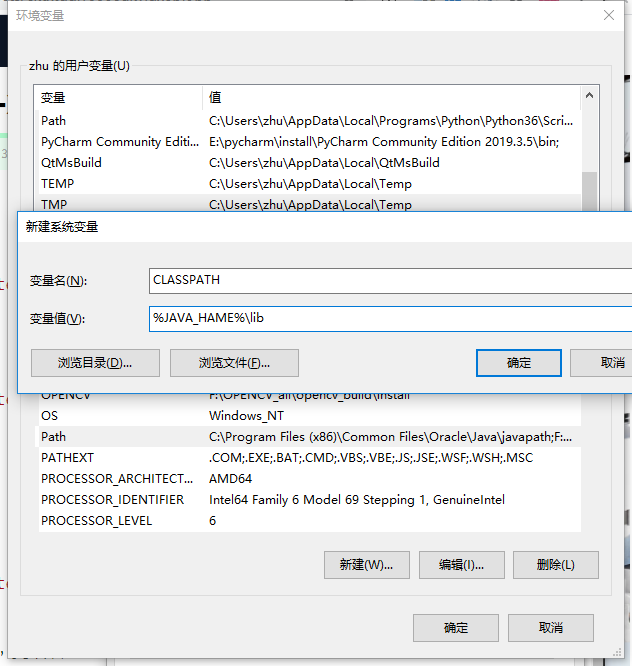 环境变量
zhu 的用户变量(U)
变量 值
Path C:\Users\zhu\AppData\Local\Programs\Python\Python36\Scri...
PyCharm Community Editi... E:\pycharm\install\PyCharm Community Edition 2019.3.5\bin;
QtMsBuild C:\Users\zhu\AppData\Local\QtMsBuild
TEMP C:\Users\zhu\AppData\Local\Temp
TMP C:\Users\zhu\AppData\Local\Temp
新建系统变量
变量名(N): CLASSPATH
变量值(V): %JAVA_HAME%\lib
浏览目录(D)... 浏览文件(F)... 确定 取消
OPENCV F:\OPENCV_all\opencv_build\install
OS Windows_NT
Path C:\Program Files (x86)\Common Files\Oracle\Java\javapath;F:...
PATHEXT .COM;.EXE;.BAT;.CMD;.VBS;.VBE;.JS;.JSE;.WSF;.WSH;.MSC
PROCESSOR_ARCHITECT... AMD64
PROCESSOR_IDENTIFIER Intel64 Family 6 Model 69 Stepping 1, GenuineIntel
PROCESSOR_LEVEL 6
新建(W)... 编辑(I)... 删除(L)
确定 取消